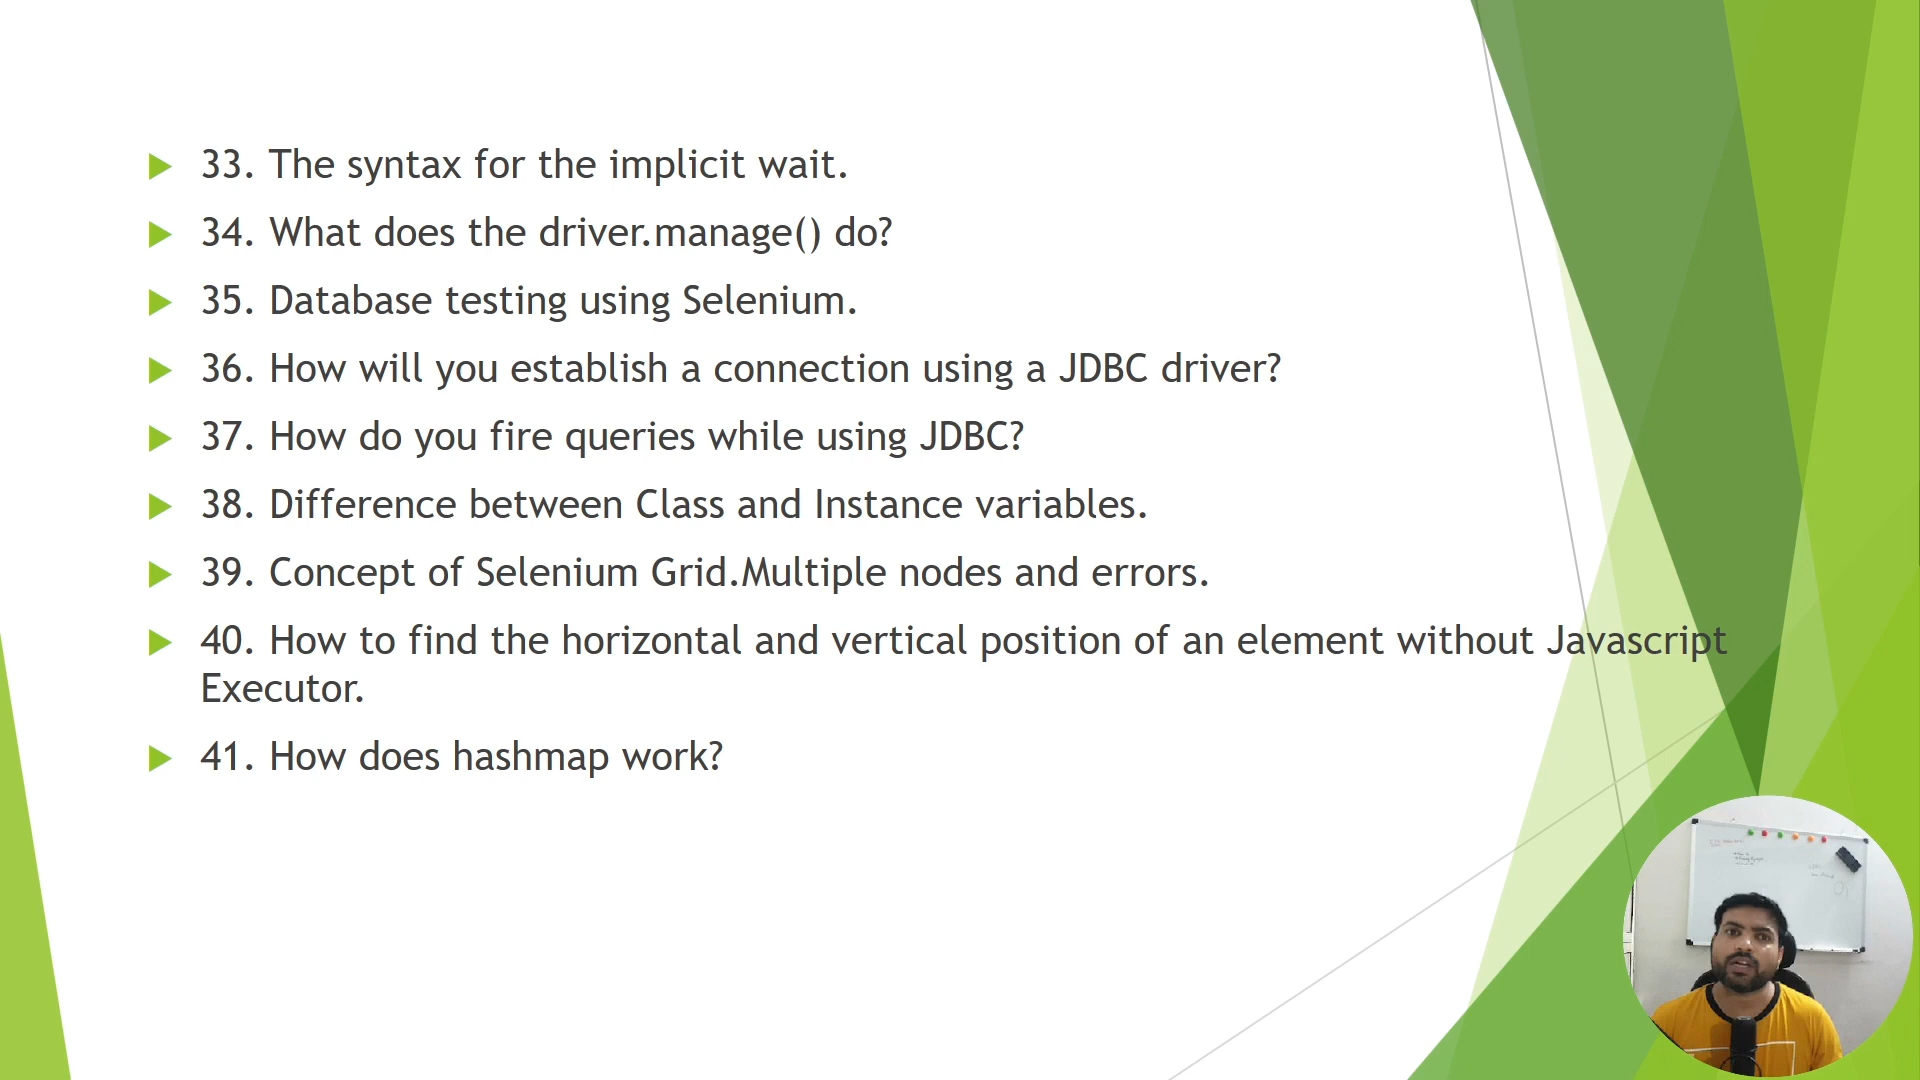 33. The syntax for the implicit wait.
34. What does the driver.manage() do?
35. Database testing using Selenium.
36. How will you establish a connection using a JDBC driver?
37. How do you fire queries while using JDBC?
38. Difference between Class and Instance variables.
39. Concept of Selenium Grid.Multiple nodes and errors.
40. How to find the horizontal and vertical position of an element without Javascript
Executor.
41. How does hashmap work?